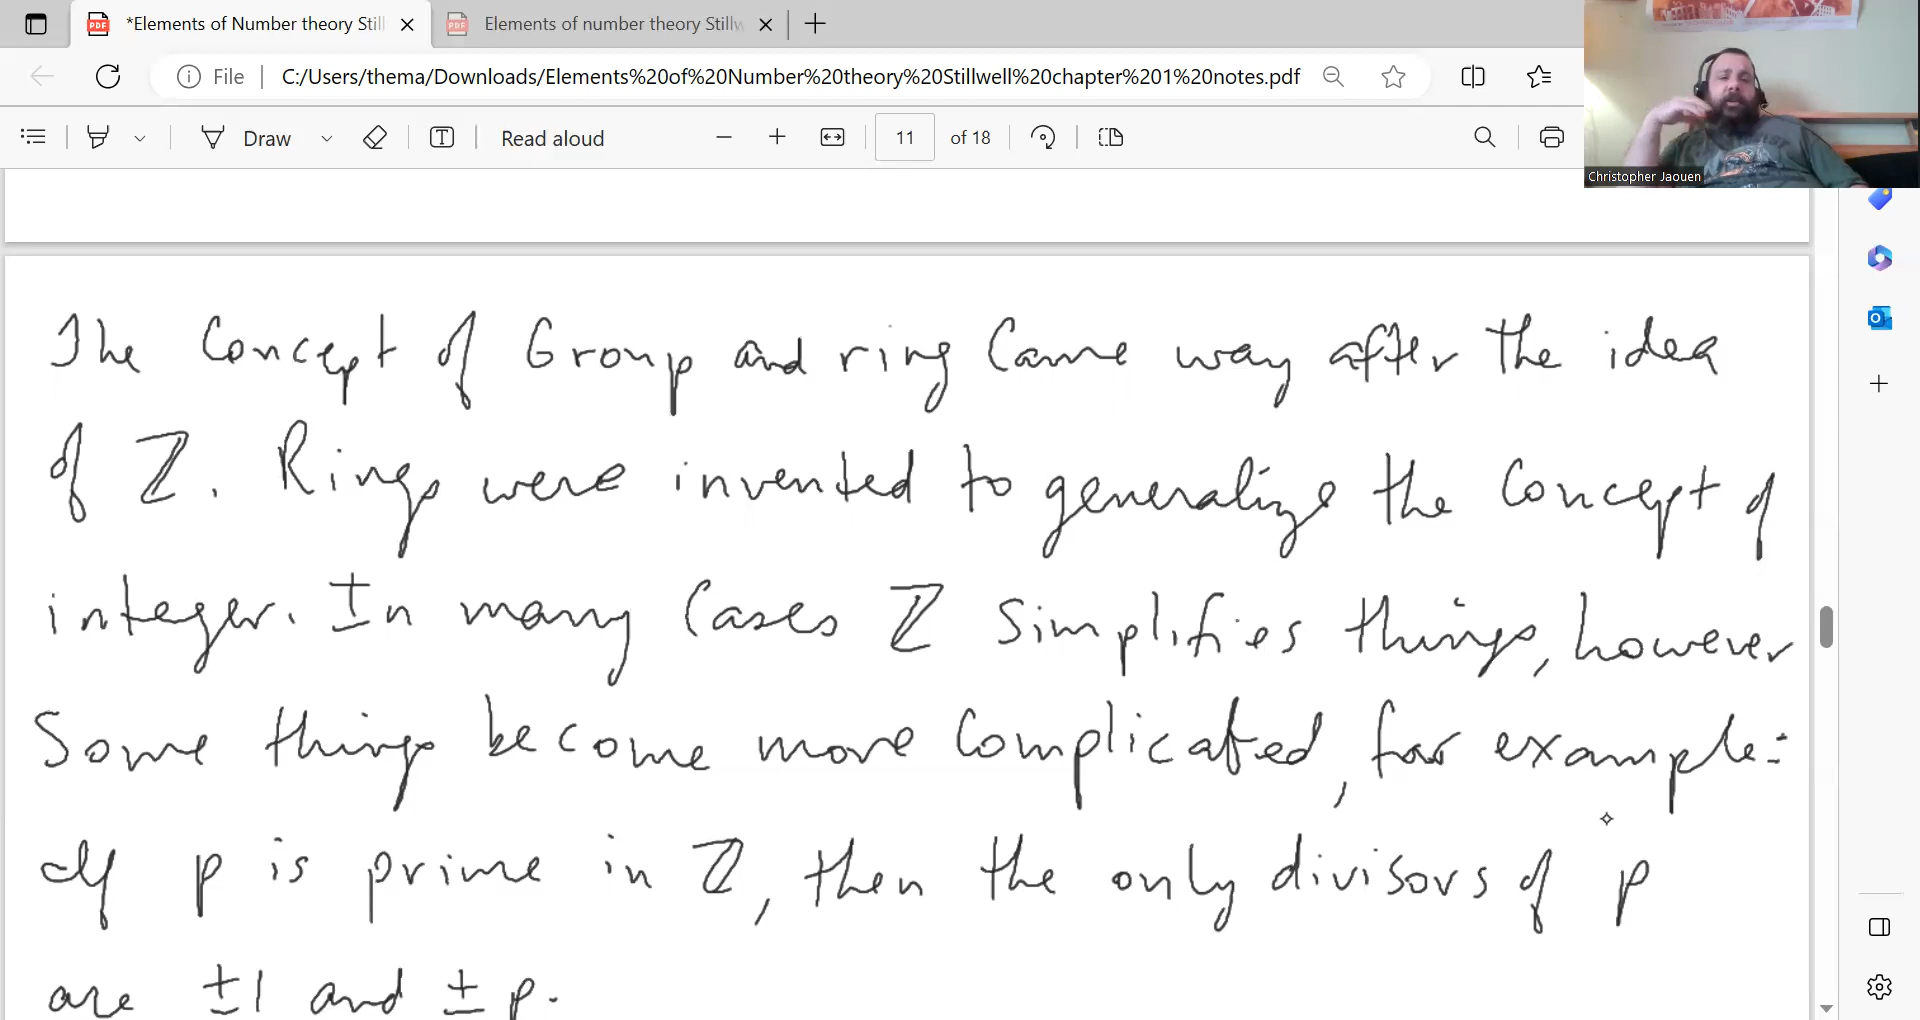 *Elements of Number theory Still
Elements of number theory Stillw
File
C:/Users/thema/Downloads/Elements%20of%20Number%20theory%20Stillwell%20chapter%201%20notes.pdf
Draw
Read aloud
11
of 18
Christopher Jaouen
The Concept of Group and ring Came way after the idea
of ℤ. Rings were invented to generalize the Concept of
integer. In many Cases ℤ Simplifies things, however
Some things become more Complicated, for example:
If p is prime in ℤ, then the only divisors of p
are ±1 and ±p.